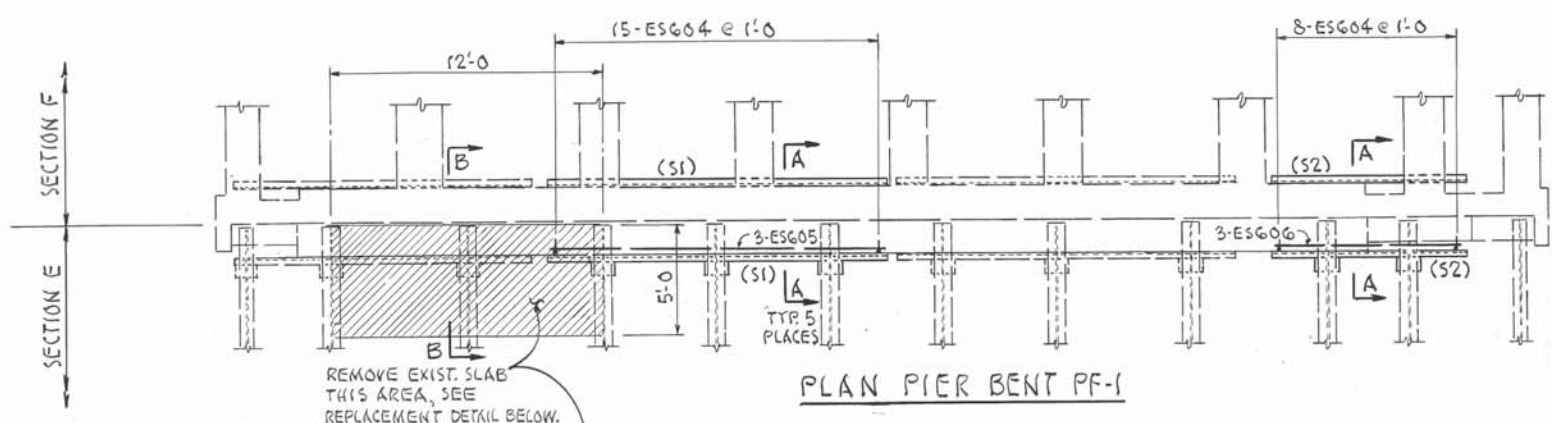 15-ES604 @ 1'-0
8-ES604 @ 1'-0
12'-0
SECTION F
B
(S1)
A
(S2)
A
SECTION E
3-ES605
3-ES606
5'-0
(S1)
A
TYP. 5
PLACES
A
(S2)
B
REMOVE EXIST. SLAB
THIS AREA, SEE
REPLACEMENT DETAIL BELOW.
PLAN PIER BENT PF-1